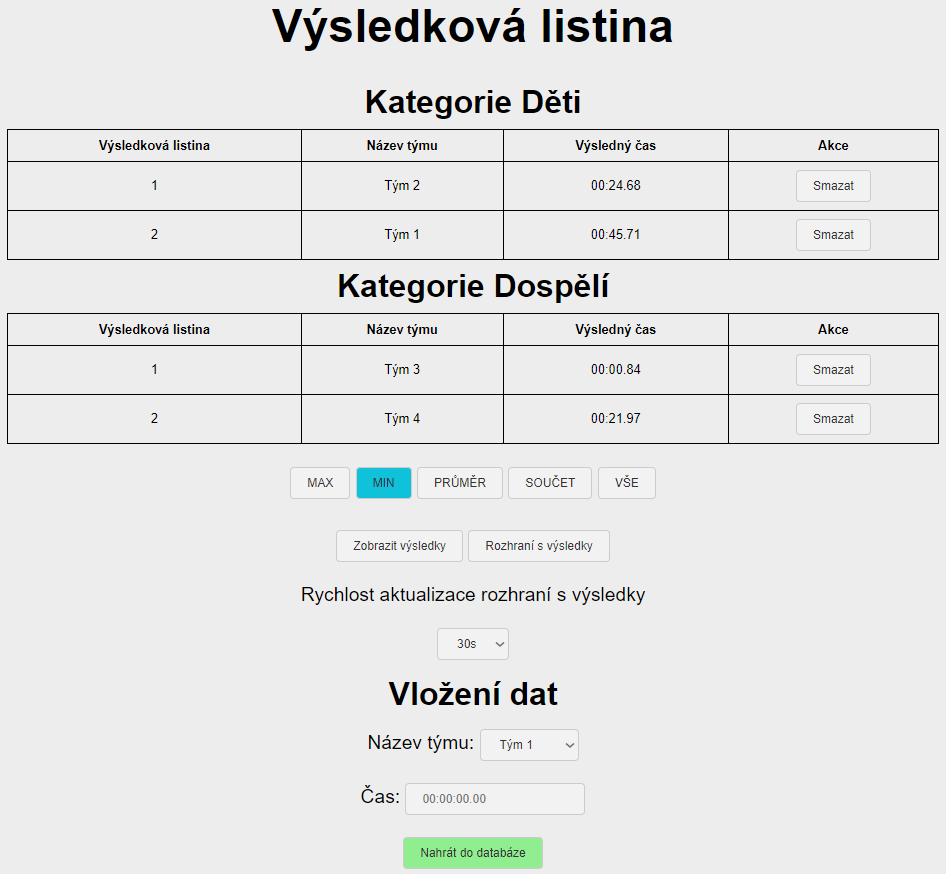 Výsledková listina
Kategorie Děti
Výsledková listina Název týmu Výsledný čas Akce
1 Tým 2 00:24.68 Smazat
2 Tým 1 00:45.71 Smazat
Kategorie Dospělí
Výsledková listina Název týmu Výsledný čas Akce
1 Tým 3 00:00.84 Smazat
2 Tým 4 00:21.97 Smazat
MAX MIN PRŮMĚR SOUČET VŠE
Zobrazit výsledky Rozhraní s výsledky
Rychlost aktualizace rozhraní s výsledky
30s
Vložení dat
Název týmu: Tým 1
Čas: 00:00:00.00
Nahrát do databáze